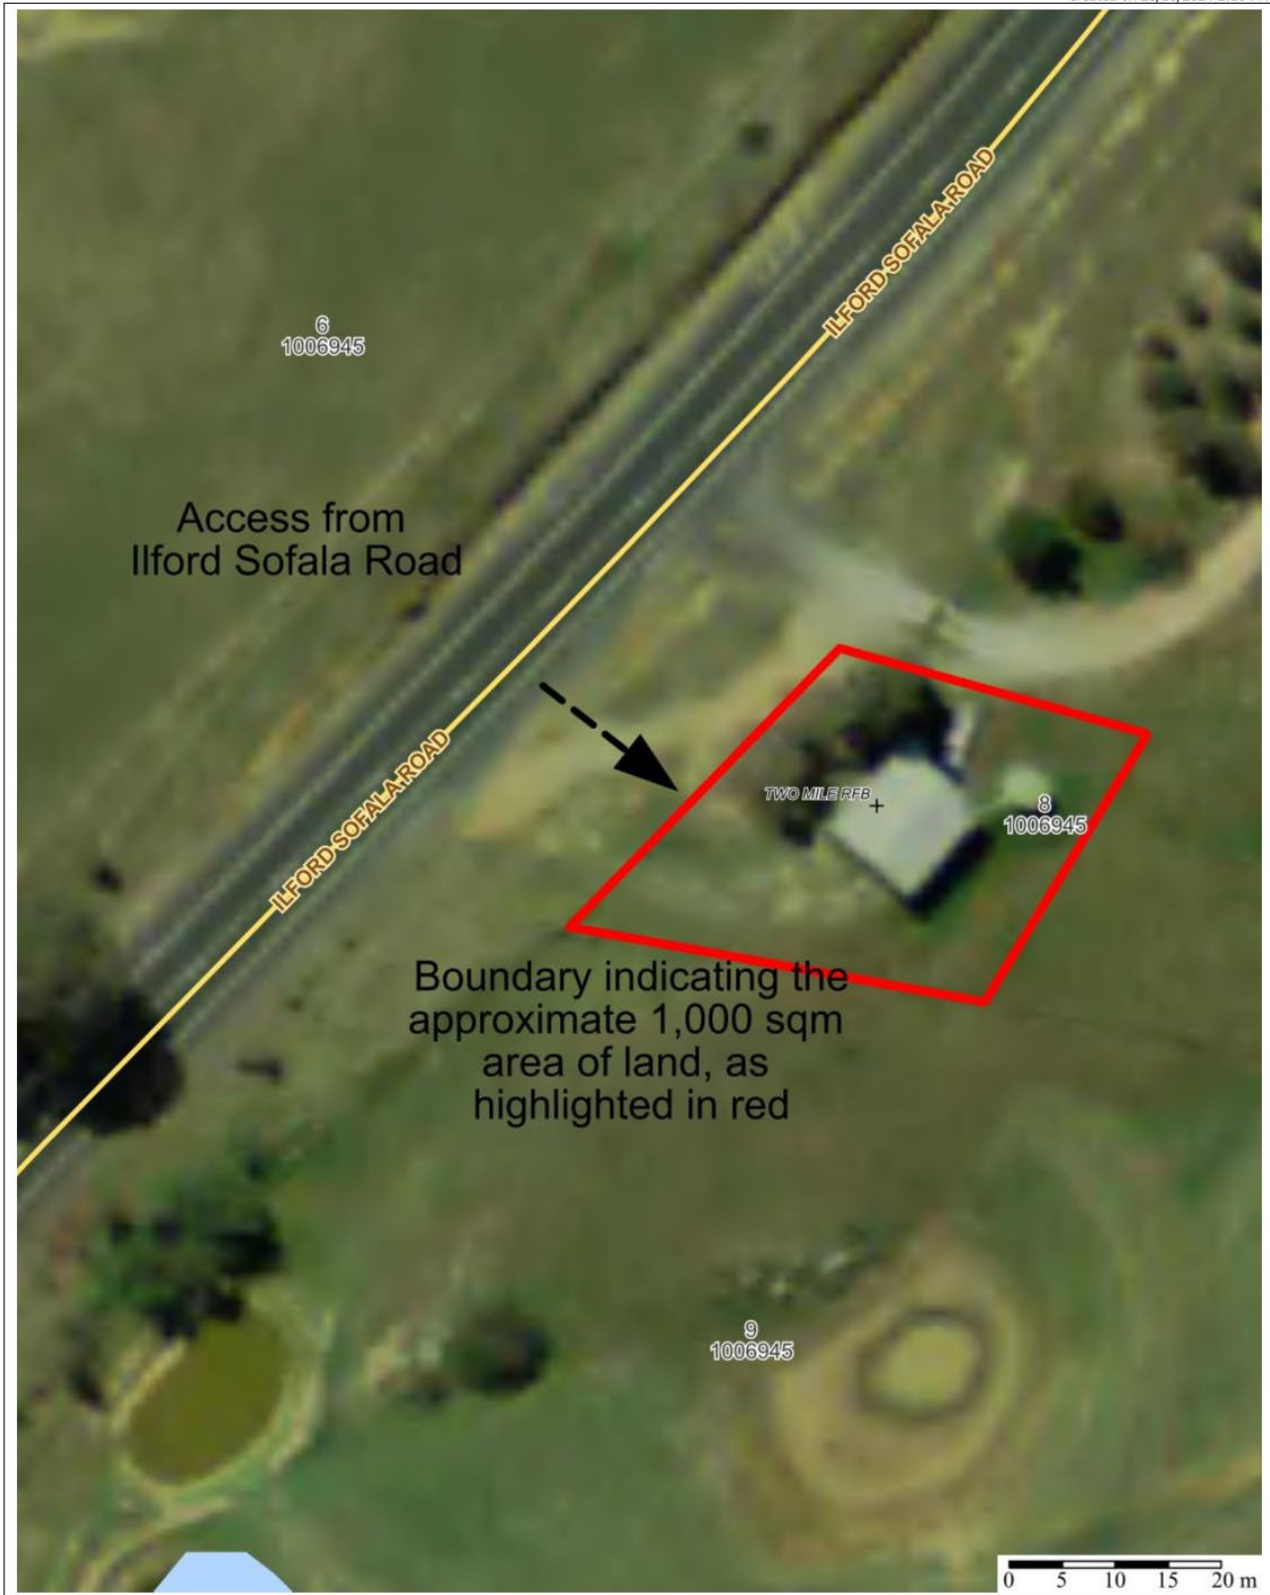 ILFORD-SOFALA-ROAD
6
1006945
Access from
Ilford Sofala Road
ILFORD-SOFALA-ROAD
TWO MILE RFB
8
1006945
Boundary indicating the
approximate 1,000 sqm
area of land, as
highlighted in red
9
1006945
0 5 10 15 20 m